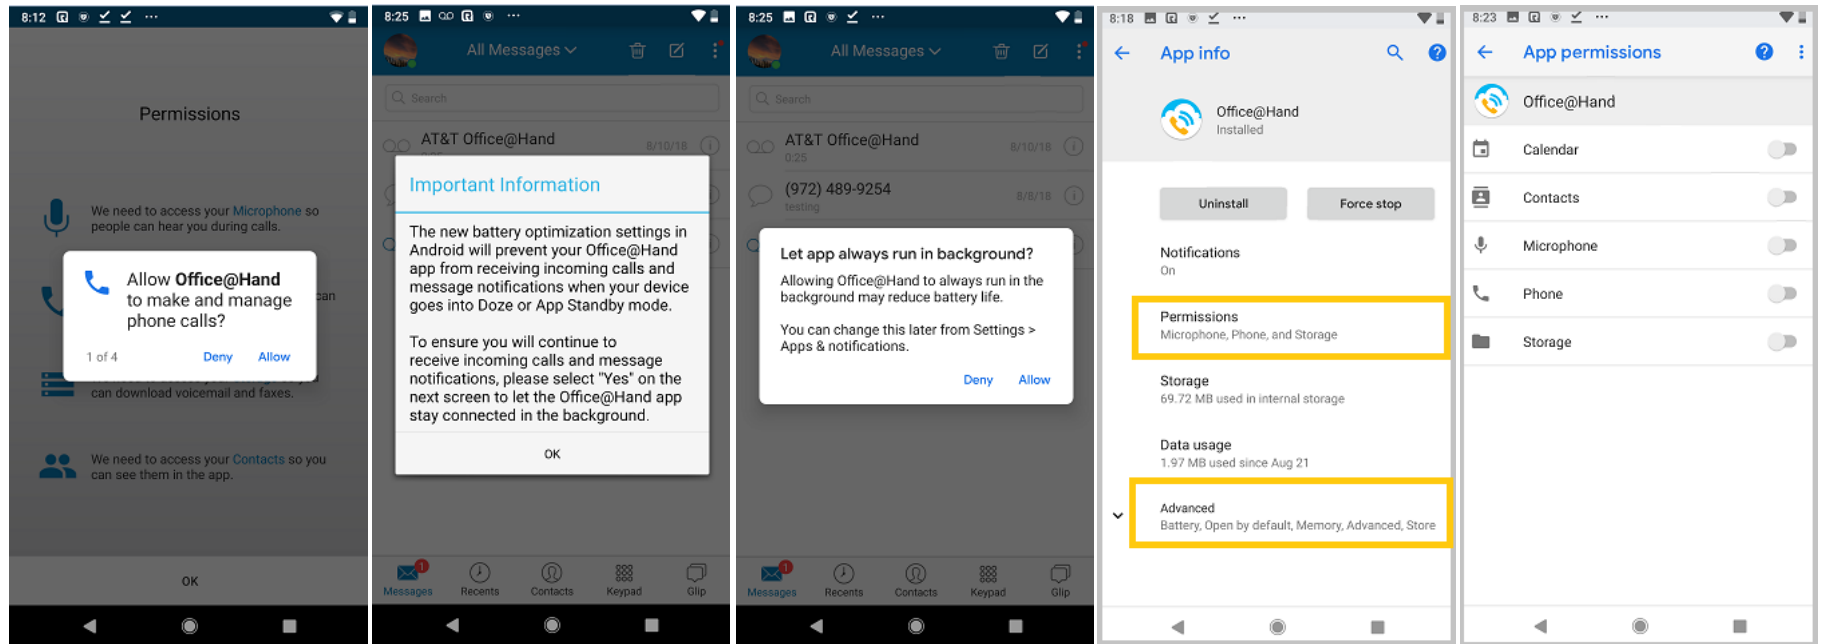 8:12
Permissions
We need to access your Microphone so
people can hear you during calls.
can
Allow Office@Hand
to make and manage
phone calls?
1 of 4
Deny
Allow
can download voicemail and faxes.
We need to access your Contacts so you
can see them in the app.
OK
8:25
All Messages
Search
AT&T Office@Hand
8/10/18
Important Information
The new battery optimization settings in
Android will prevent your Office@Hand
app from receiving incoming calls and
message notifications when your device
goes into Doze or App Standby mode.
To ensure you will continue to
receive incoming calls and message
notifications, please select "Yes" on the
next screen to let the Office@Hand app
stay connected in the background.
OK
1
Messages
Recents
Contacts
Keypad
Glip
8:25
All Messages
Search
AT&T Office@Hand
0:25
8/10/18
(972) 489-9254
testing
8/8/18
Let app always run in background?
Allowing Office@Hand to always run in the
background may reduce battery life.
You can change this later from Settings >
Apps & notifications.
Deny
Allow
1
Messages
Recents
Contacts
Keypad
Glip
8:18
App info
Office@Hand
Installed
Uninstall
Force stop
Notifications
On
Permissions
Microphone, Phone, and Storage
Storage
69.72 MB used in internal storage
Data usage
1.97 MB used since Aug 21
Advanced
Battery, Open by default, Memory, Advanced, Store
8:23
App permissions
Office@Hand
Calendar
Contacts
Microphone
Phone
Storage